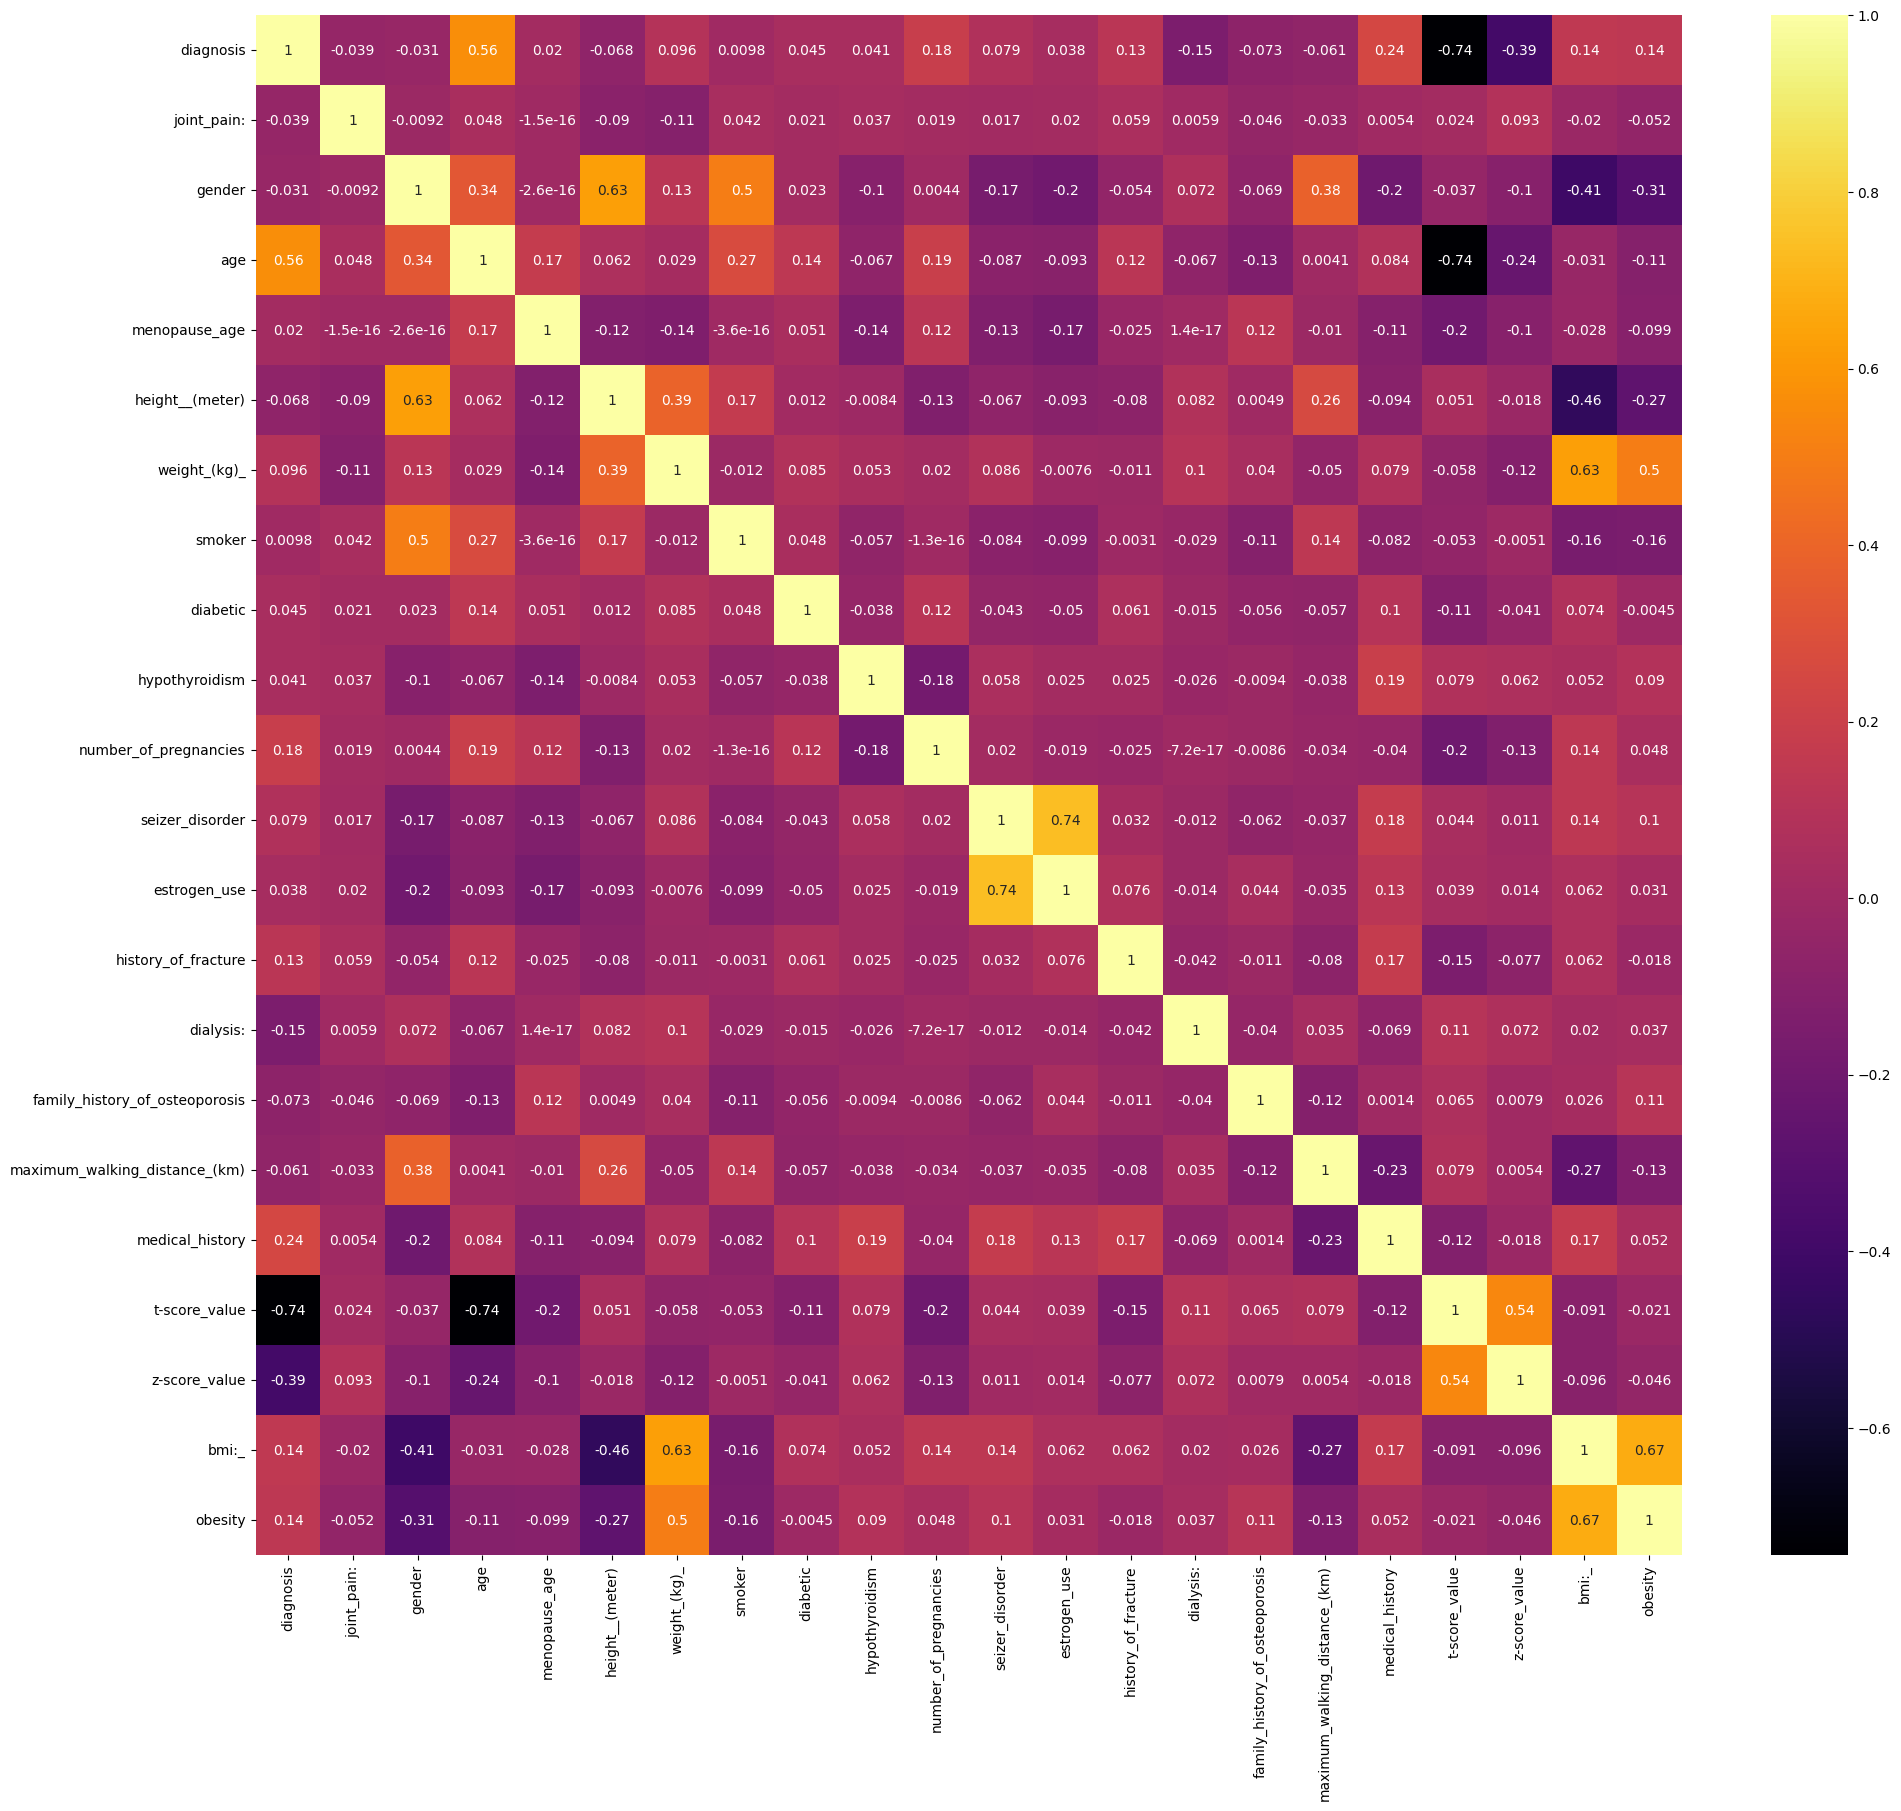 diagnosis 1 -0.039 -0.031 0.56 0.02 -0.068 0.096 0.0098 0.045 0.041 0.18 0.079 0.038 0.13 -0.15 -0.073 -0.061 0.24 -0.74 -0.39 0.14 0.14
joint_pain: -0.039 1 -0.0092 0.048 -1.5e-16 -0.09 -0.11 0.042 0.021 0.037 0.019 0.017 0.02 0.059 0.0059 -0.046 -0.033 0.0054 0.024 0.093 -0.02 -0.052
gender -0.031 -0.0092 1 0.34 -2.6e-16 0.63 0.13 0.5 0.023 -0.1 0.0044 -0.17 -0.2 -0.054 0.072 -0.069 0.38 -0.2 -0.037 -0.1 -0.41 -0.31
age 0.56 0.048 0.34 1 0.17 0.062 0.029 0.27 0.14 -0.067 0.19 -0.087 -0.093 0.12 -0.067 -0.13 0.0041 0.084 -0.74 -0.24 -0.031 -0.11
menopause_age 0.02 -1.5e-16 -2.6e-16 0.17 1 -0.12 -0.14 -3.6e-16 0.051 -0.14 0.12 -0.13 -0.17 -0.025 1.4e-17 0.12 -0.01 -0.11 -0.2 -0.1 -0.028 -0.099
height__(meter) -0.068 -0.09 0.63 0.062 -0.12 1 0.39 0.17 0.012 -0.0084 -0.13 -0.067 -0.093 -0.08 0.082 0.0049 0.26 -0.094 0.051 -0.018 -0.46 -0.27
weight_(kg)_ 0.096 -0.11 0.13 0.029 -0.14 0.39 1 -0.012 0.085 0.053 0.02 0.086 -0.0076 -0.011 0.1 0.04 -0.05 0.079 -0.058 -0.12 0.63 0.5
smoker 0.0098 0.042 0.5 0.27 -3.6e-16 0.17 -0.012 1 0.048 -0.057 -1.3e-16 -0.084 -0.099 -0.0031 -0.029 -0.11 0.14 -0.082 -0.053 -0.0051 -0.16 -0.16
diabetic 0.045 0.021 0.023 0.14 0.051 0.012 0.085 0.048 1 -0.038 0.12 -0.043 -0.05 0.061 -0.015 -0.056 -0.057 0.1 -0.11 -0.041 0.074 -0.0045
hypothyroidism 0.041 0.037 -0.1 -0.067 -0.14 -0.0084 0.053 -0.057 -0.038 1 -0.18 0.058 0.025 0.025 -0.026 -0.0094 -0.038 0.19 0.079 0.062 0.052 0.09
number_of_pregnancies 0.18 0.019 0.0044 0.19 0.12 -0.13 0.02 -1.3e-16 0.12 -0.18 1 0.02 -0.019 -0.025 -7.2e-17 -0.0086 -0.034 -0.04 -0.2 -0.13 0.14 0.048
seizer_disorder 0.079 0.017 -0.17 -0.087 -0.13 -0.067 0.086 -0.084 -0.043 0.058 0.02 1 0.74 0.032 -0.012 -0.062 -0.037 0.18 0.044 0.011 0.14 0.1
estrogen_use 0.038 0.02 -0.2 -0.093 -0.17 -0.093 -0.0076 -0.099 -0.05 0.025 -0.019 0.74 1 0.076 -0.014 0.044 -0.035 0.13 0.039 0.014 0.062 0.031
history_of_fracture 0.13 0.059 -0.054 0.12 -0.025 -0.08 -0.011 -0.0031 0.061 0.025 -0.025 0.032 0.076 1 -0.042 -0.011 -0.08 0.17 -0.15 -0.077 0.062 -0.018
dialysis: -0.15 0.0059 0.072 -0.067 1.4e-17 0.082 0.1 -0.029 -0.015 -0.026 -7.2e-17 -0.012 -0.014 -0.042 1 -0.04 0.035 -0.069 0.11 0.072 0.02 0.037
family_history_of_osteoporosis -0.073 -0.046 -0.069 -0.13 0.12 0.0049 0.04 -0.11 -0.056 -0.0094 -0.0086 -0.062 0.044 -0.011 -0.04 1 -0.12 0.0014 0.065 0.0079 0.026 0.11
maximum_walking_distance_(km) -0.061 -0.033 0.38 0.0041 -0.01 0.26 -0.05 0.14 -0.057 -0.038 -0.034 -0.037 -0.035 -0.08 0.035 -0.12 1 -0.23 0.079 0.0054 -0.27 -0.13
medical_history 0.24 0.0054 -0.2 0.084 -0.11 -0.094 0.079 -0.082 0.1 0.19 -0.04 0.18 0.13 0.17 -0.069 0.0014 -0.23 1 -0.12 -0.018 0.17 0.052
t-score_value -0.74 0.024 -0.037 -0.74 -0.2 0.051 -0.058 -0.053 -0.11 0.079 -0.2 0.044 0.039 -0.15 0.11 0.065 0.079 -0.12 1 0.54 -0.091 -0.021
z-score_value -0.39 0.093 -0.1 -0.24 -0.1 -0.018 -0.12 -0.0051 -0.041 0.062 -0.13 0.011 0.014 -0.077 0.072 0.0079 0.0054 -0.018 0.54 1 -0.096 -0.046
bmi:_ 0.14 -0.02 -0.41 -0.031 -0.028 -0.46 0.63 -0.16 0.074 0.052 0.14 0.14 0.062 0.062 0.02 0.026 -0.27 0.17 -0.091 -0.096 1 0.67
obesity 0.14 -0.052 -0.31 -0.11 -0.099 -0.27 0.5 -0.16 -0.0045 0.09 0.048 0.1 0.031 -0.018 0.037 0.11 -0.13 0.052 -0.021 -0.046 0.67 1
diagnosis
joint_pain:
gender
age
menopause_age
height__(meter)
weight_(kg)_
smoker
diabetic
hypothyroidism
number_of_pregnancies
seizer_disorder
estrogen_use
history_of_fracture
dialysis:
family_history_of_osteoporosis
maximum_walking_distance_(km)
medical_history
t-score_value
z-score_value
bmi:_
obesity
1.0
0.8
0.6
0.4
0.2
0.0
−0.2
−0.4
−0.6